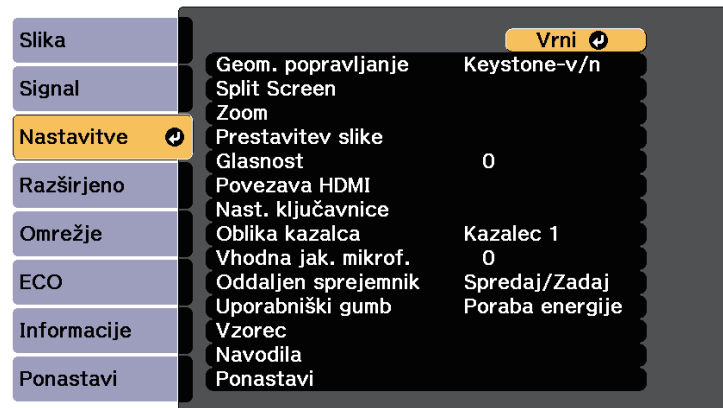 Slika
Signal
Nastavitve
Razširjeno
Omrežje
ECO
Informacije
Ponastavi
Vrni
Geom. popravljanje Keystone-v/n
Split Screen
Zoom
Prestavitev slike
Glasnost 0
Povezava HDMI
Nast. ključavnice
Oblika kazalca Kazalec 1
Vhodna jak. mikrof. 0
Oddaljen sprejemnik Spredaj/Zadaj
Uporabniški gumb Poraba energije
Vzorec
Navodila
Ponastavi